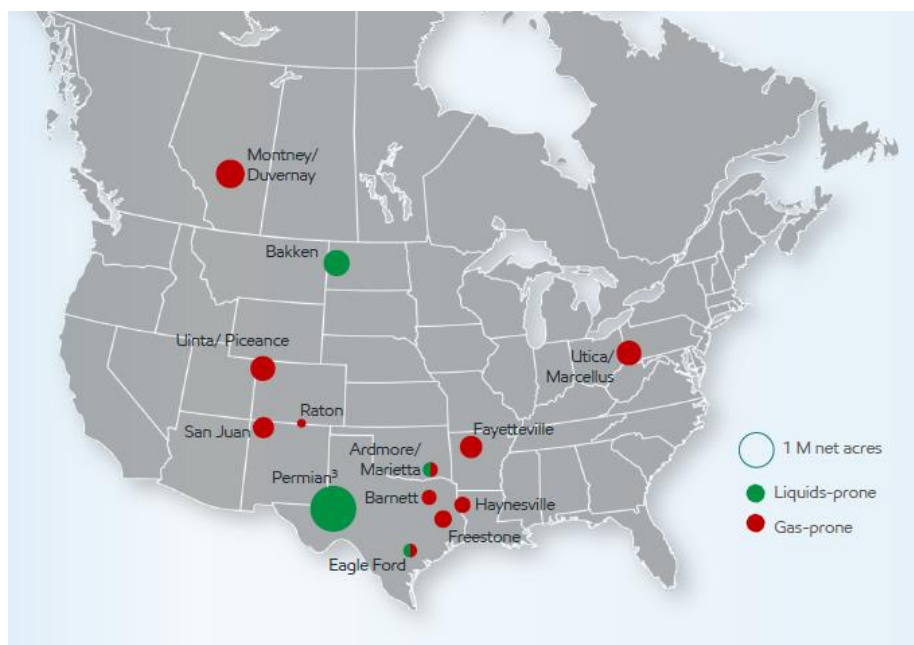 Montney/
Duvernay
Bakken
Uinta/ Piceance
Utica/
Marcellus
Raton
San Juan
Fayetteville
Ardmore/
Marietta
1 M net acres
Permian³
Liquids-prone
Barnett
Haynesville
Gas-prone
Freestone
Eagle Ford